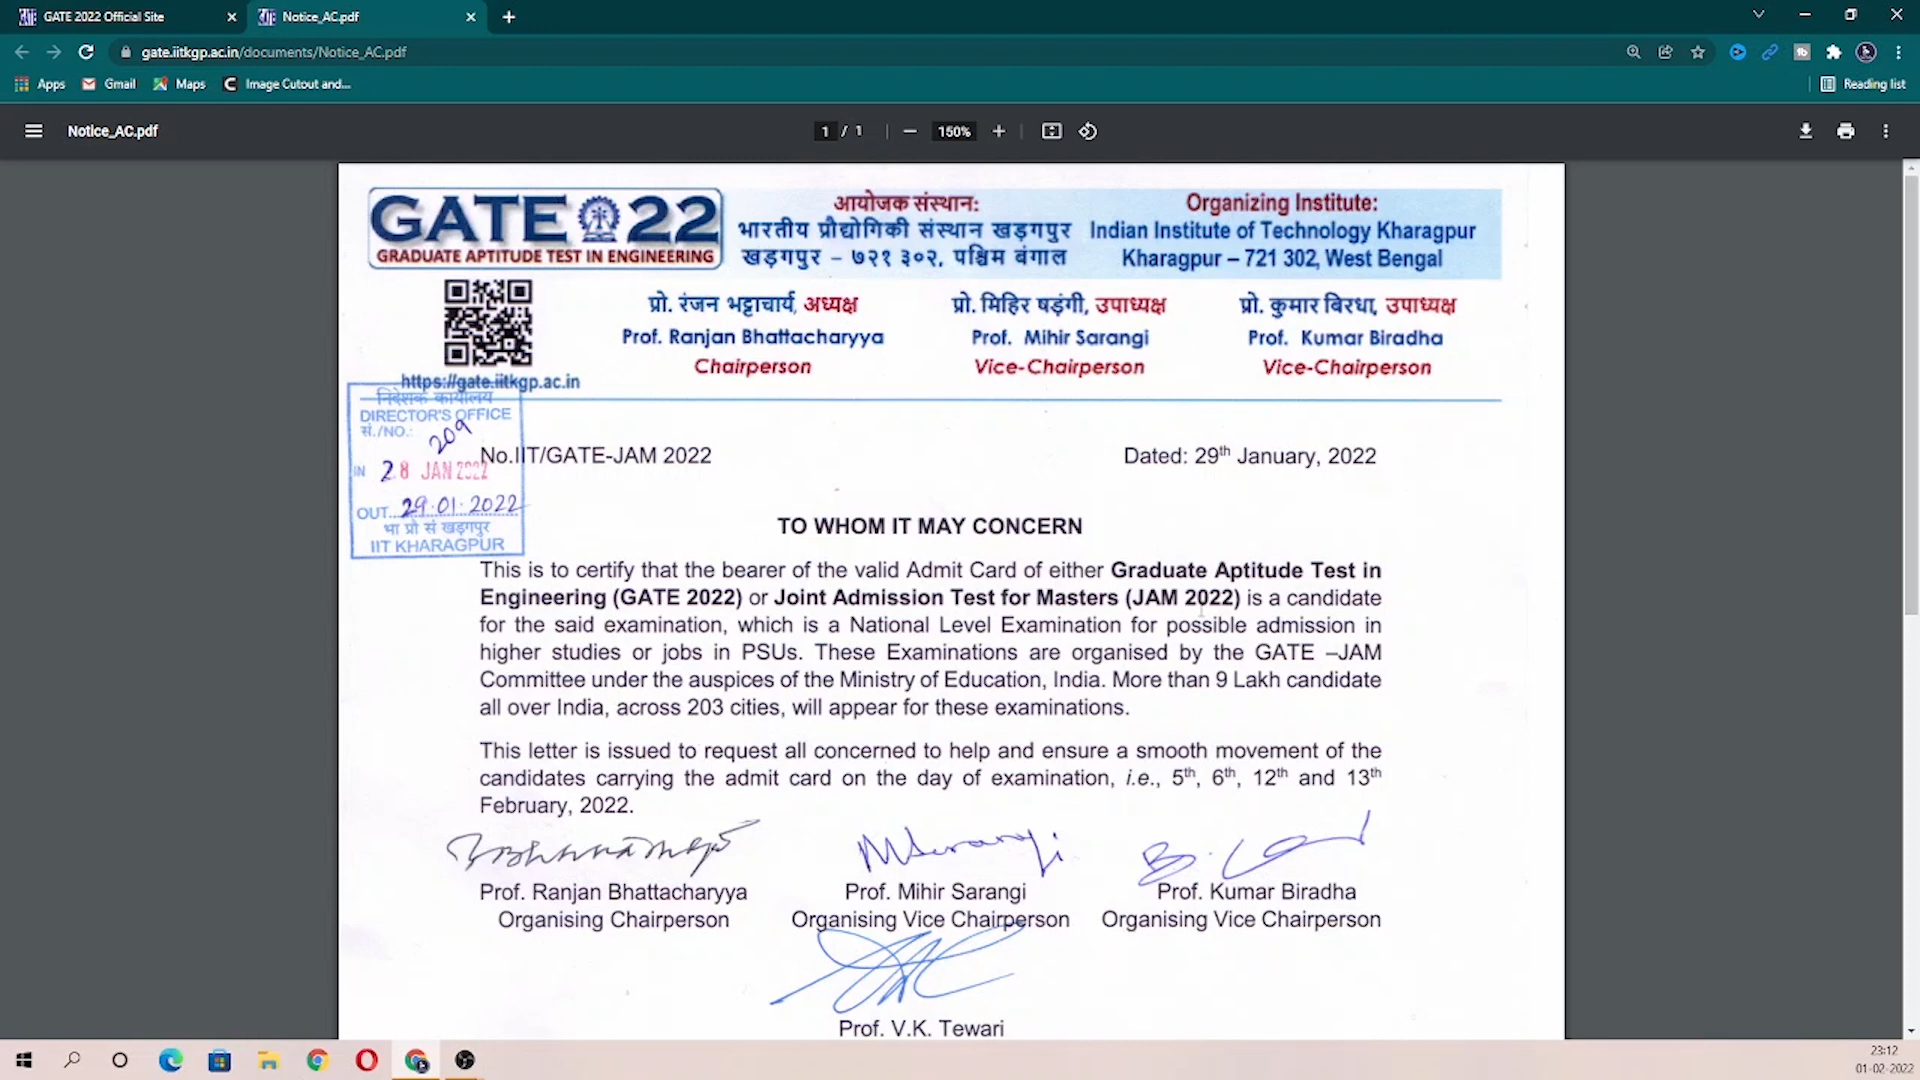 GATE 2022 Official Site
Notice_AC.pdf
gate.iitkgp.ac.in/documents/Notice_AC.pdf
Apps
Gmail
Maps
Image Cutout and...
Reading list
Notice_AC.pdf
1 / 1
150%
GATE 22
GRADUATE APTITUDE TEST IN ENGINEERING
आयोजक संस्थान:
भारतीय प्रौद्योगिकी संस्थान खड़गपुर
खड़गपुर – ७२१ ३०२, पश्चिम बंगाल
Organizing Institute:
Indian Institute of Technology Kharagpur
Kharagpur – 721 302, West Bengal
https://gate.iitkgp.ac.in
प्रो. रंजन भट्टाचार्य, अध्यक्ष
Prof. Ranjan Bhattacharyya
Chairperson
प्रो. मिहिर षड़ंगी, उपाध्यक्ष
Prof. Mihir Sarangi
Vice-Chairperson
प्रो. कुमार बिरधा, उपाध्यक्ष
Prof. Kumar Biradha
Vice-Chairperson
निदेशक कार्यालय
DIRECTOR'S OFFICE
सं./NO.: 209
IN 28 JAN 2022
OUT 29.01.2022
भा प्रौ सं खड़गपुर
IIT KHARAGPUR
No.IIT/GATE-JAM 2022
Dated: 29th January, 2022
TO WHOM IT MAY CONCERN
This is to certify that the bearer of the valid Admit Card of either Graduate Aptitude Test in
Engineering (GATE 2022) or Joint Admission Test for Masters (JAM 2022) is a candidate
for the said examination, which is a National Level Examination for possible admission in
higher studies or jobs in PSUs. These Examinations are organised by the GATE –JAM
Committee under the auspices of the Ministry of Education, India. More than 9 Lakh candidate
all over India, across 203 cities, will appear for these examinations.
This letter is issued to request all concerned to help and ensure a smooth movement of the
candidates carrying the admit card on the day of examination, i.e., 5th, 6th, 12th and 13th
February, 2022.
Prof. Ranjan Bhattacharyya
Organising Chairperson
Prof. Mihir Sarangi
Organising Vice Chairperson
Prof. Kumar Biradha
Organising Vice Chairperson
Prof. V.K. Tewari
23:12
01-02-2022